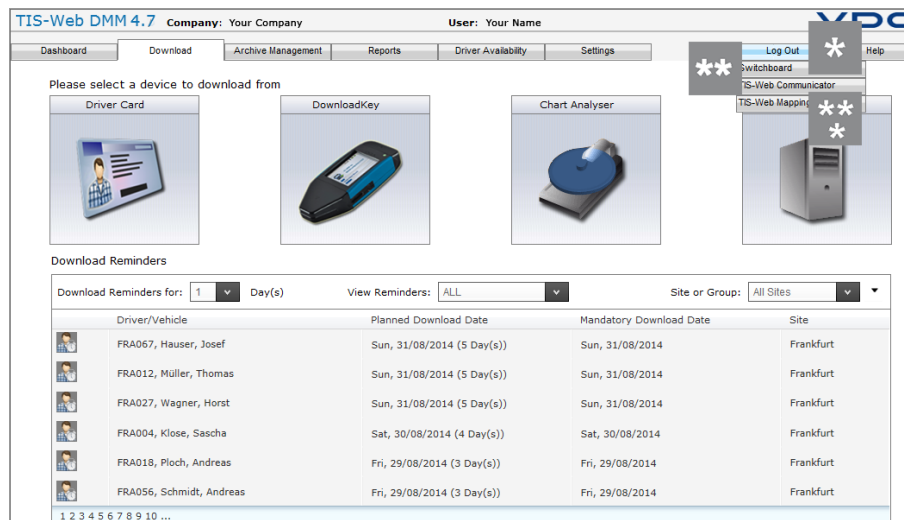 TIS-Web DMM 4.7 Company: Your Company User: Your Name VDO
Dashboard Download Archive Management Reports Driver Availability Settings Log Out * Help
** Switchboard
TIS-Web Communicator
TIS-Web Mapping ***
Please select a device to download from
Driver Card DownloadKey Chart Analyser
Download Reminders
Download Reminders for: 1 Day(s) View Reminders: ALL Site or Group: All Sites
Driver/Vehicle Planned Download Date Mandatory Download Date Site
FRA067, Hauser, Josef Sun, 31/08/2014 (5 Day(s)) Sun, 31/08/2014 Frankfurt
FRA012, Müller, Thomas Sun, 31/08/2014 (5 Day(s)) Sun, 31/08/2014 Frankfurt
FRA027, Wagner, Horst Sun, 31/08/2014 (5 Day(s)) Sun, 31/08/2014 Frankfurt
FRA004, Klose, Sascha Sat, 30/08/2014 (4 Day(s)) Sat, 30/08/2014 Frankfurt
FRA018, Ploch, Andreas Fri, 29/08/2014 (3 Day(s)) Fri, 29/08/2014 Frankfurt
FRA056, Schmidt, Andreas Fri, 29/08/2014 (3 Day(s)) Fri, 29/08/2014 Frankfurt
1 2 3 4 5 6 7 8 9 10 ...